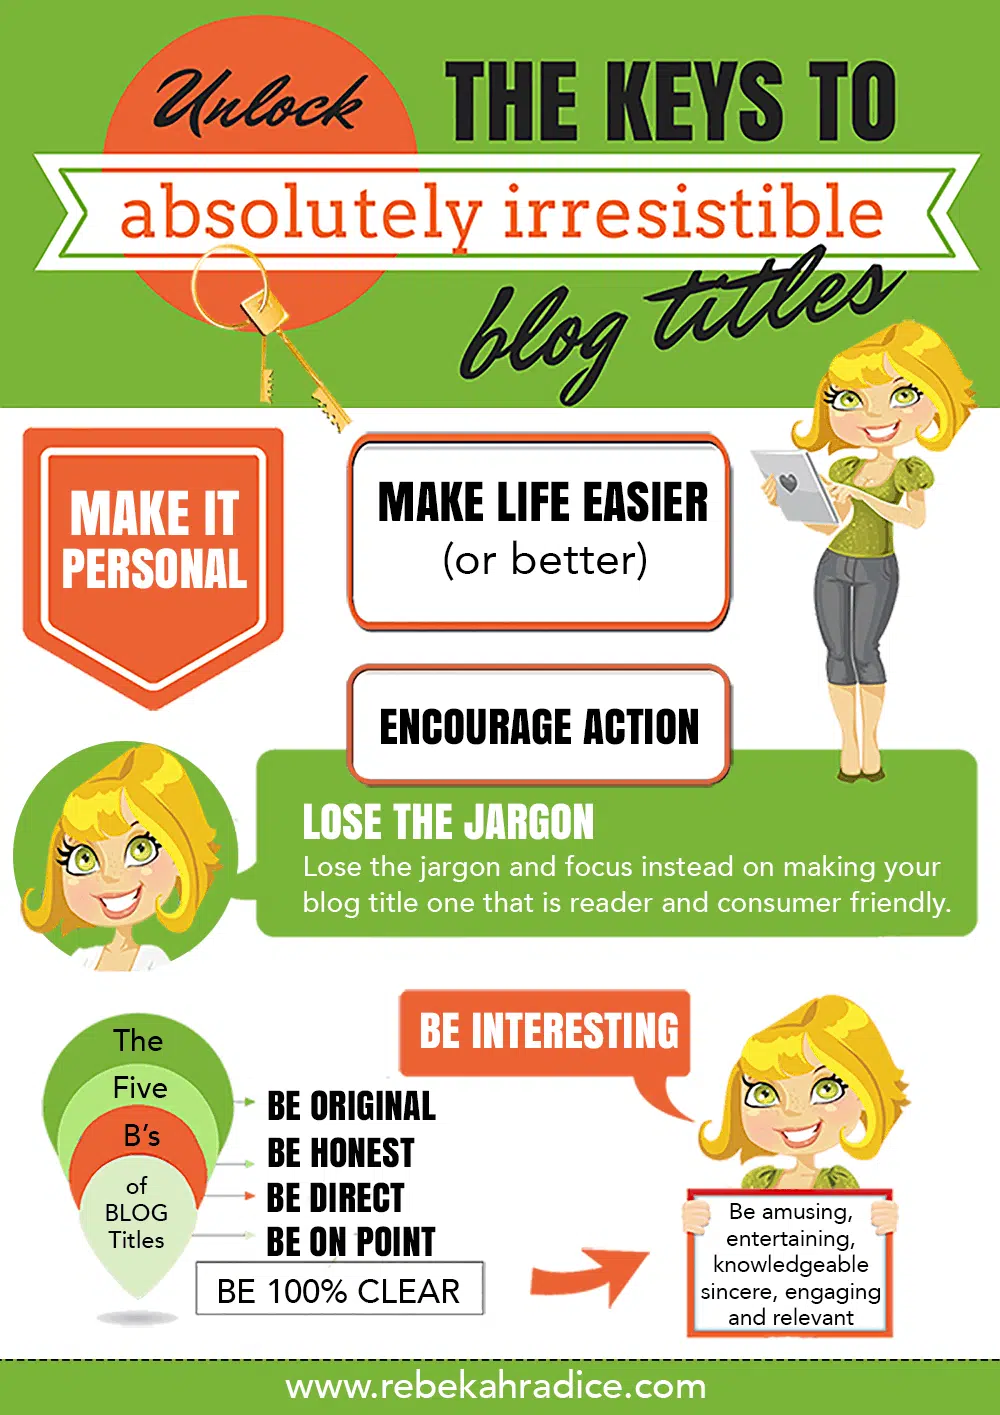 Unlock
THE KEYS TO
absolutely irresistible
blog titles
MAKE IT
PERSONAL
MAKE LIFE EASIER
(or better)
ENCOURAGE ACTION
LOSE THE JARGON
Lose the jargon and focus instead on making your
blog title one that is reader and consumer friendly.
BE INTERESTING
The
Five
B's
of
BLOG
Titles
BE ORIGINAL
BE HONEST
BE DIRECT
BE ON POINT
BE 100% CLEAR
Be amusing,
entertaining,
knowledgeable
sincere, engaging
and relevant
www.rebekahradice.com